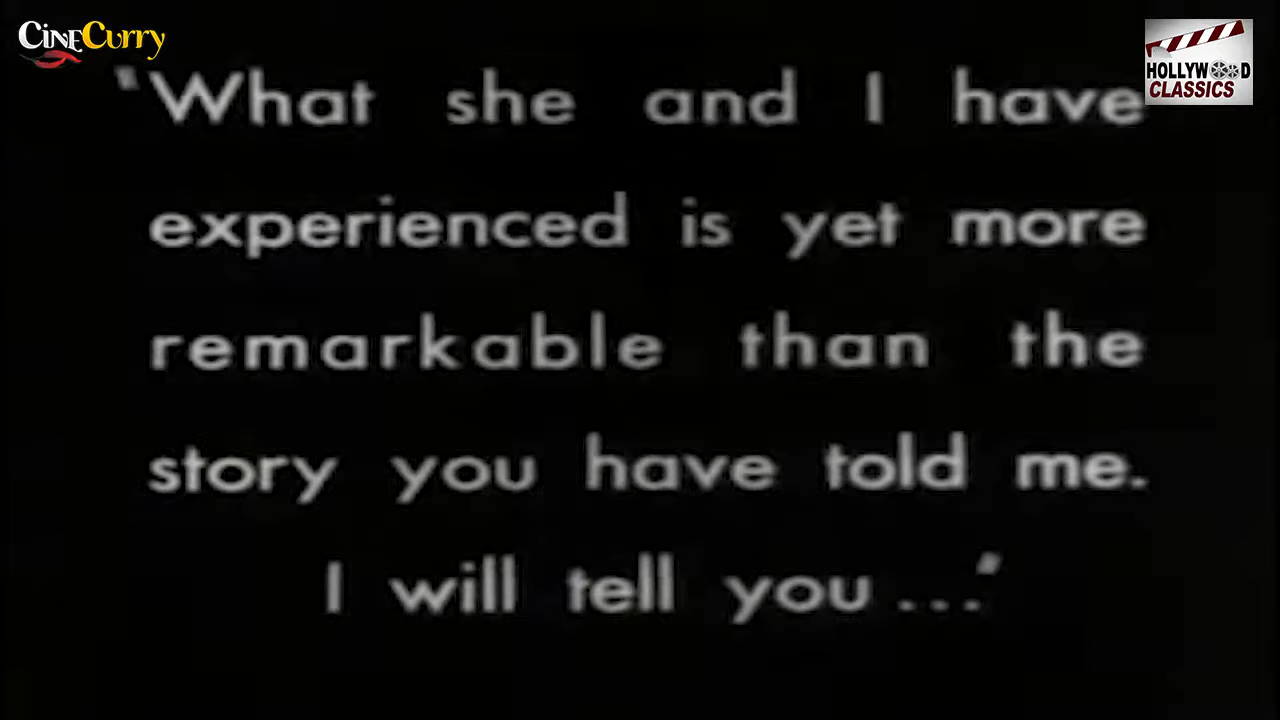 CineCurry
HOLLYWOOD
CLASSICS
"What she and I have
experienced is yet more
remarkable than the
story you have told me.
I will tell you ..."